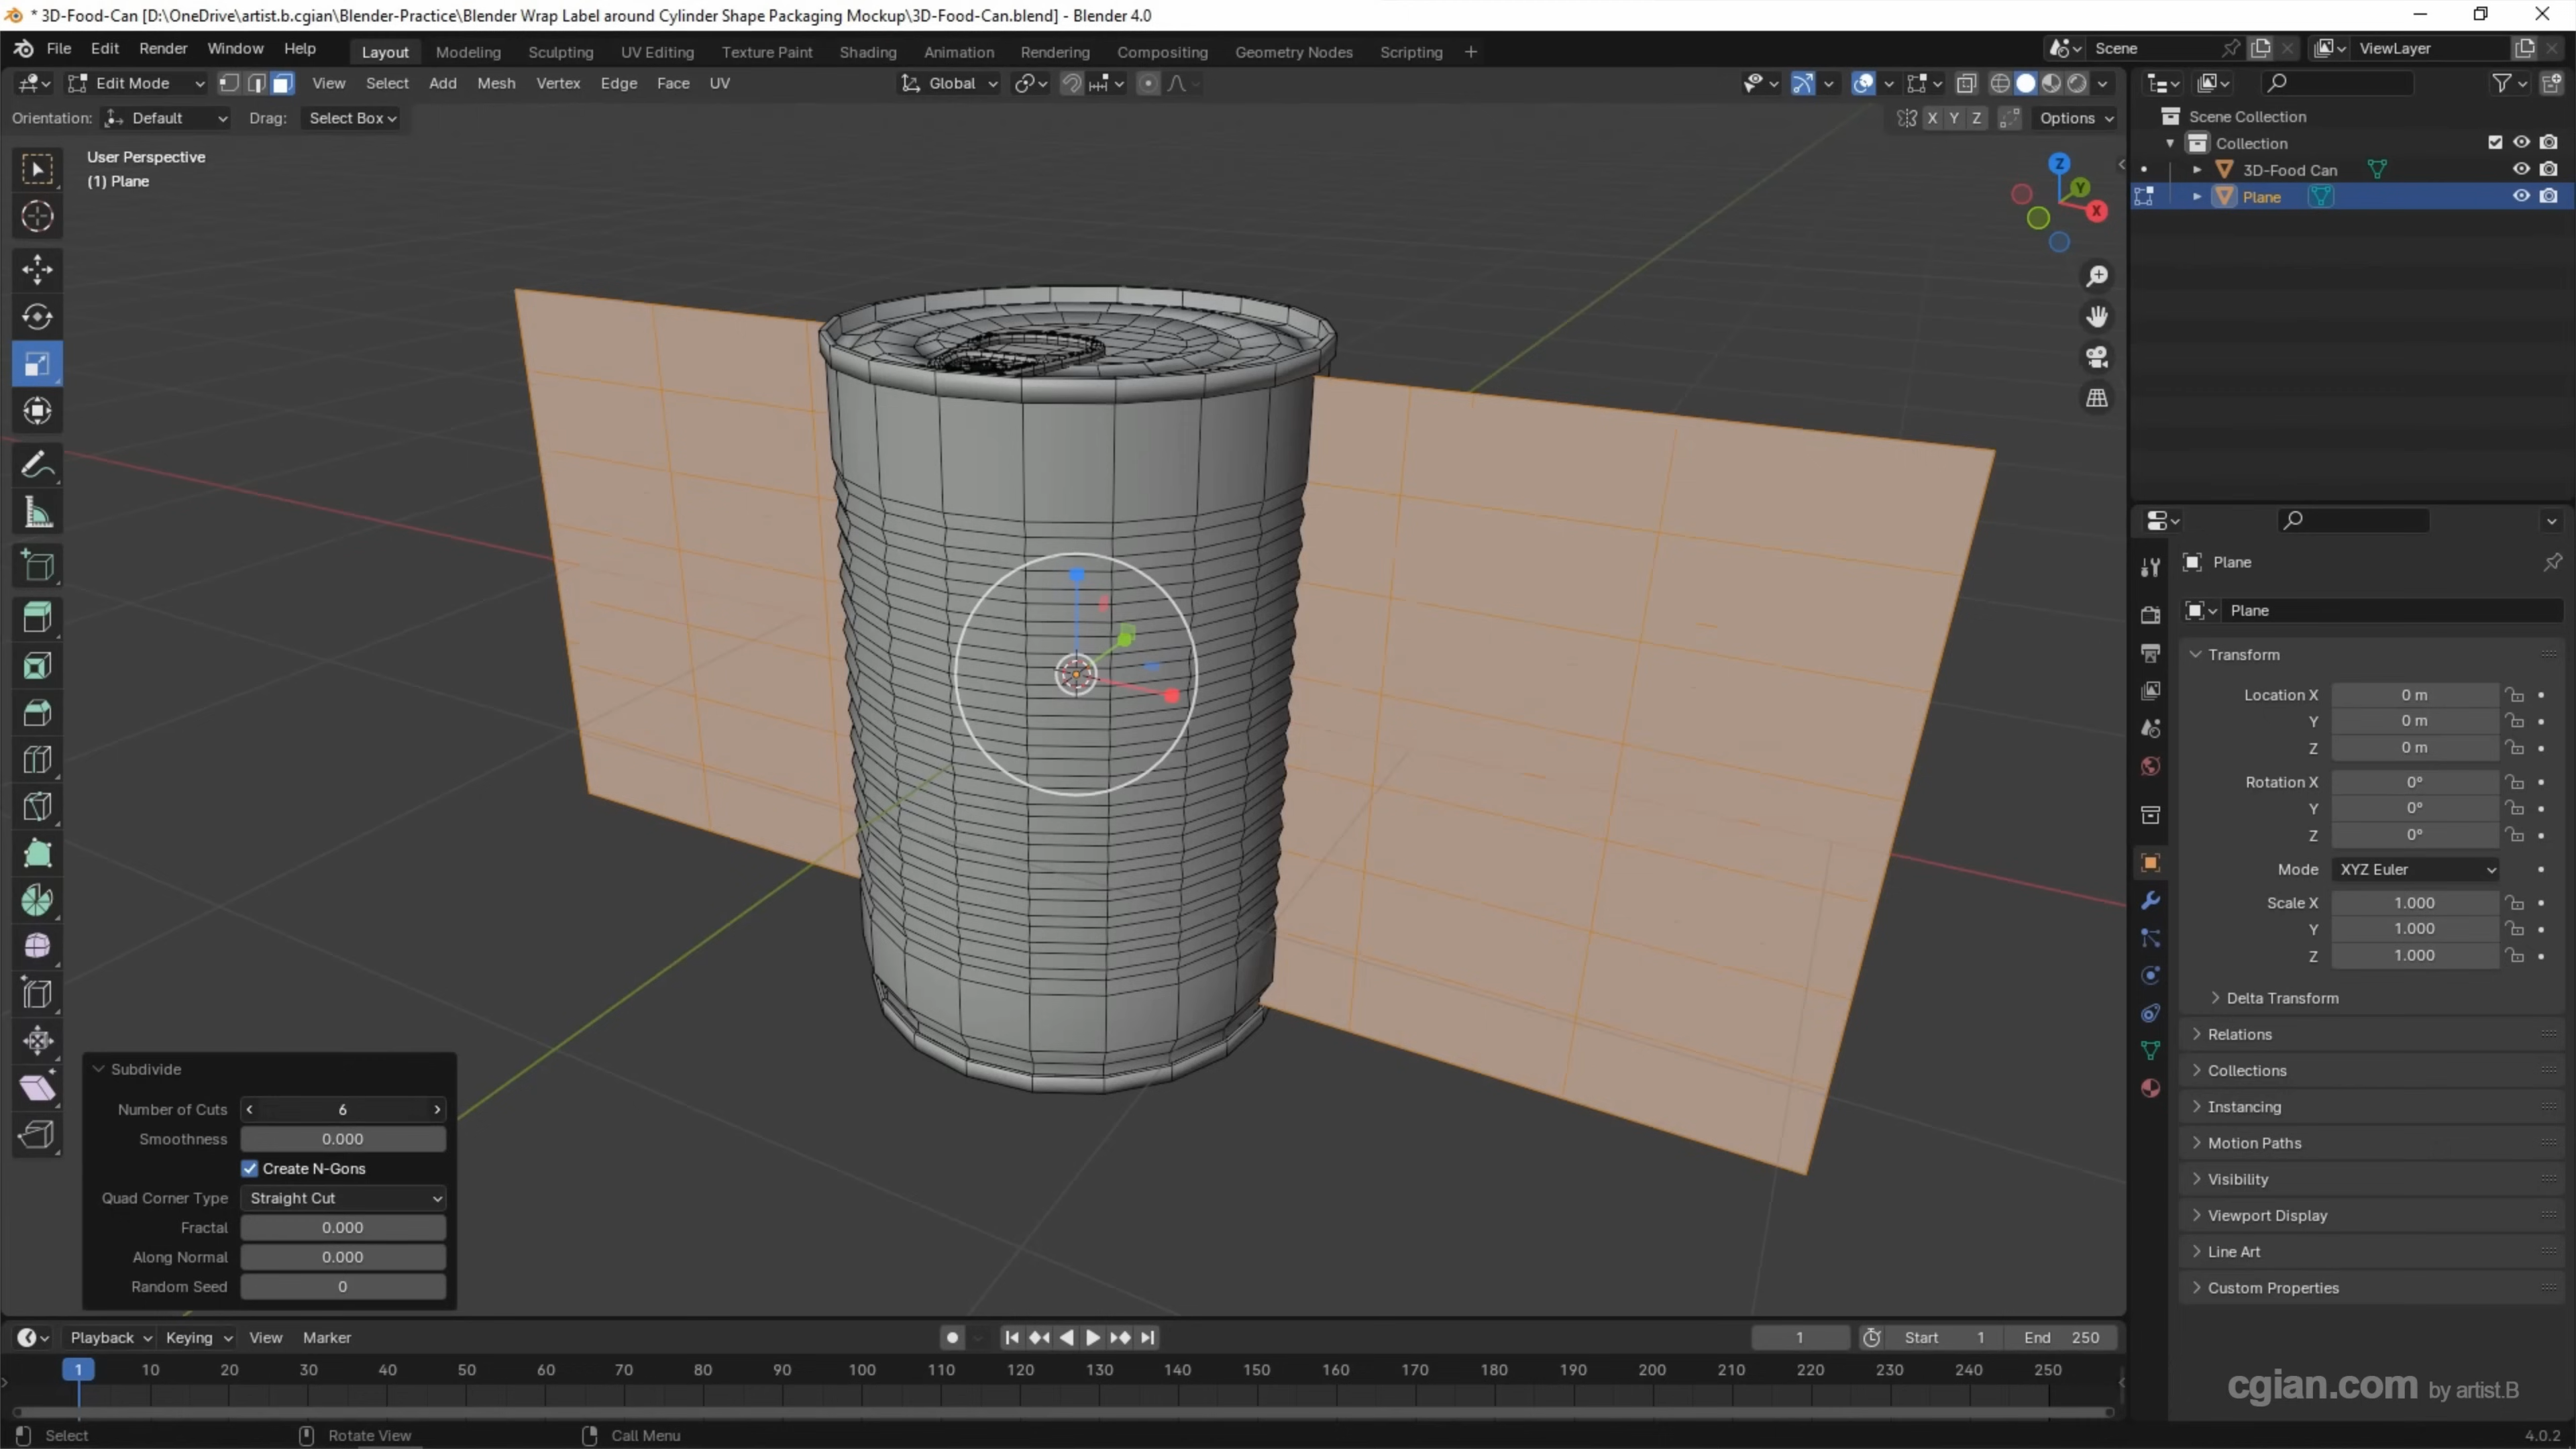 * 3D-Food-Can [D:\OneDrive\artist.b.cgian\Blender-Practice\Blender Wrap Label around Cylinder Shape Packaging Mockup\3D-Food-Can.blend] - Blender 4.0
File Edit Render Window Help Layout Modeling Sculpting UV Editing Texture Paint Shading Animation Rendering Compositing Geometry Nodes Scripting + Scene ViewLayer
Edit Mode View Select Add Mesh Vertex Edge Face UV Global
Orientation: Default Drag: Select Box X Y Z Options
User Perspective
(1) Plane
Z
Y
X
Scene Collection
Collection
3D-Food Can
Plane
Plane
Plane
Transform
Location X 0 m
Y 0 m
Z 0 m
Rotation X 0°
Y 0°
Z 0°
Mode XYZ Euler
Scale X 1.000
Y 1.000
Z 1.000
Delta Transform
Relations
Collections
Instancing
Motion Paths
Visibility
Viewport Display
Line Art
Custom Properties
Subdivide
Number of Cuts 6
Smoothness 0.000
Create N-Gons
Quad Corner Type Straight Cut
Fractal 0.000
Along Normal 0.000
Random Seed 0
Playback Keying View Marker 1 Start 1 End 250
1 10 20 30 40 50 60 70 80 90 100 110 120 130 140 150 160 170 180 190 200 210 220 230 240 250
cgian.com by artist.B
Select Rotate View Call Menu 4.0.2